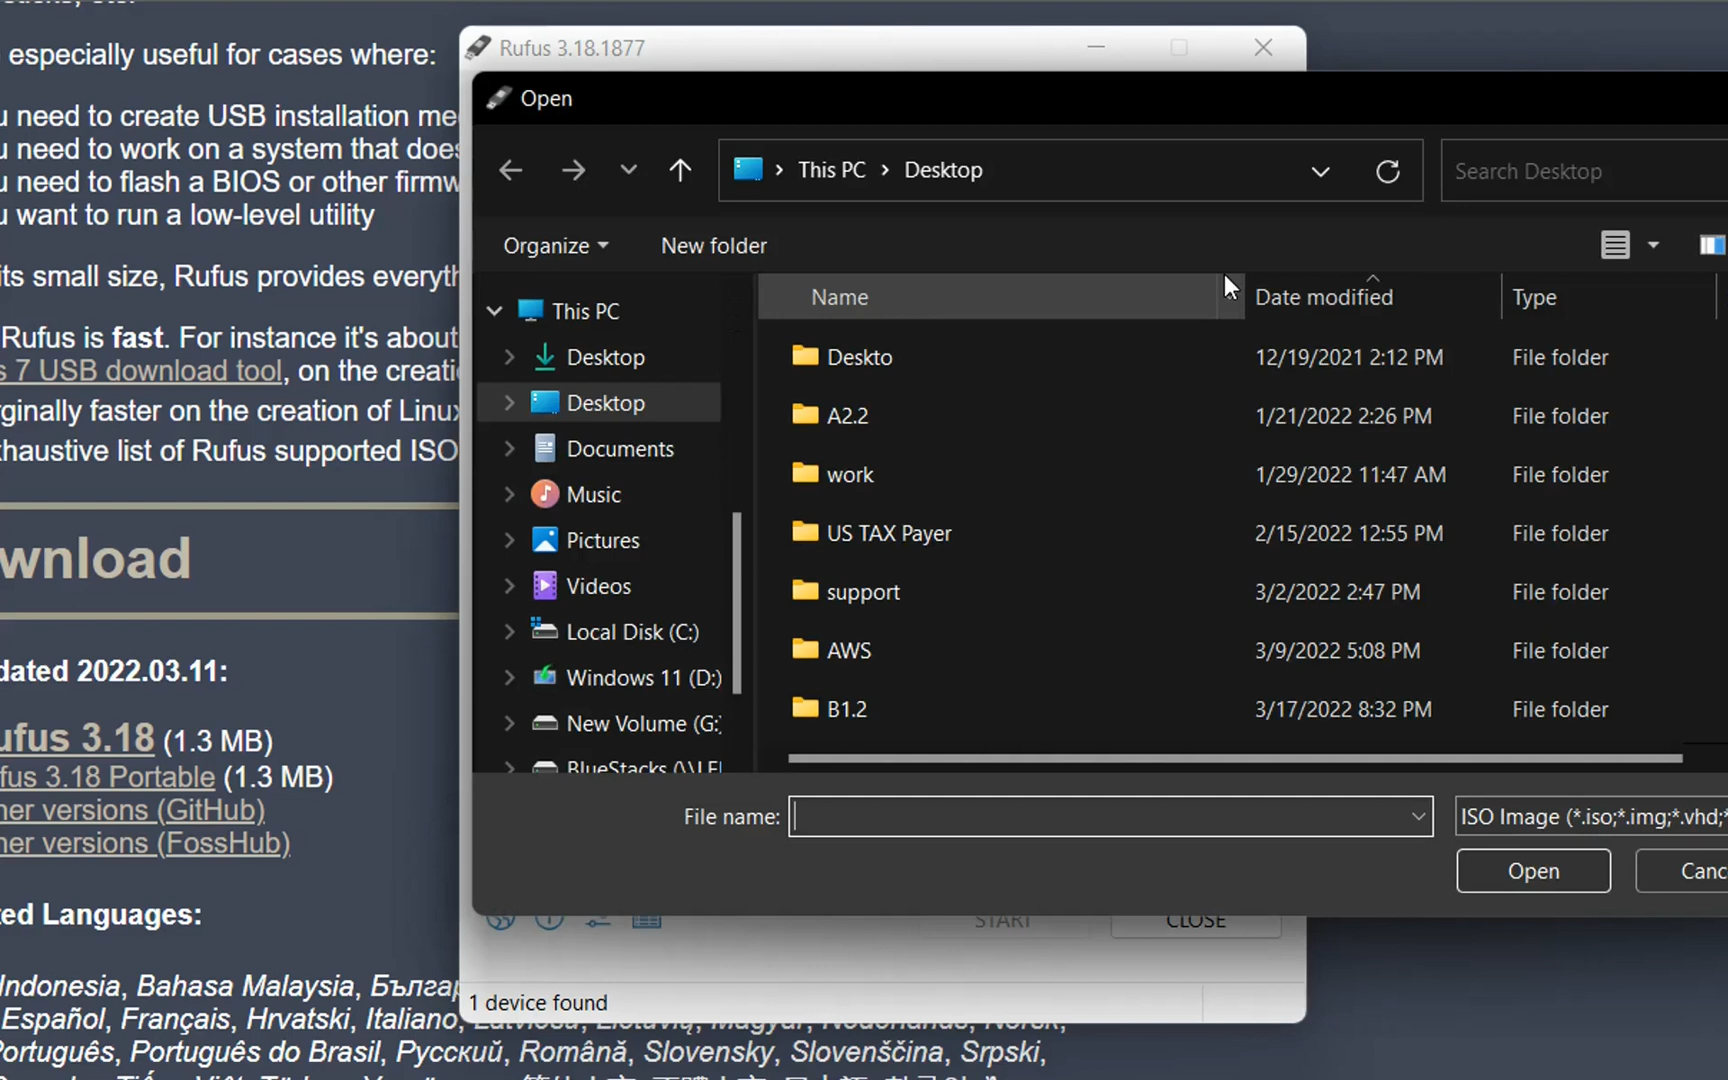 especially useful for cases where:
u need to create USB installation me
u need to work on a system that does
u need to flash a BIOS or other firmw
u want to run a low-level utility
its small size, Rufus provides everyth
Rufus is fast. For instance it's about
s 7 USB download tool, on the creati
rginally faster on the creation of Linux
xhaustive list of Rufus supported ISO
wnload
dated 2022.03.11:
ufus 3.18 (1.3 MB)
fus 3.18 Portable (1.3 MB)
her versions (GitHub)
her versions (FossHub)
ted Languages:
Indonesia, Bahasa Malaysia, Българ
Español, Français, Hrvatski, Italiano,
Português, Português do Brasil, Русский, Română, Slovensky, Slovenščina, Srpski,
Rufus 3.18.1877
Open
This PC > Desktop
Search Desktop
Organize
New folder
This PC
Desktop
Desktop
Documents
Music
Pictures
Videos
Local Disk (C:)
Windows 11 (D:)
New Volume (G:)
Name Date modified Type
Deskto 12/19/2021 2:12 PM File folder
A2.2 1/21/2022 2:26 PM File folder
work 1/29/2022 11:47 AM File folder
US TAX Payer 2/15/2022 12:55 PM File folder
support 3/2/2022 2:47 PM File folder
AWS 3/9/2022 5:08 PM File folder
B1.2 3/17/2022 8:32 PM File folder
File name:
ISO Image (*.iso;*.img;*.vhd;*
Open
Canc
START
CLOSE
1 device found